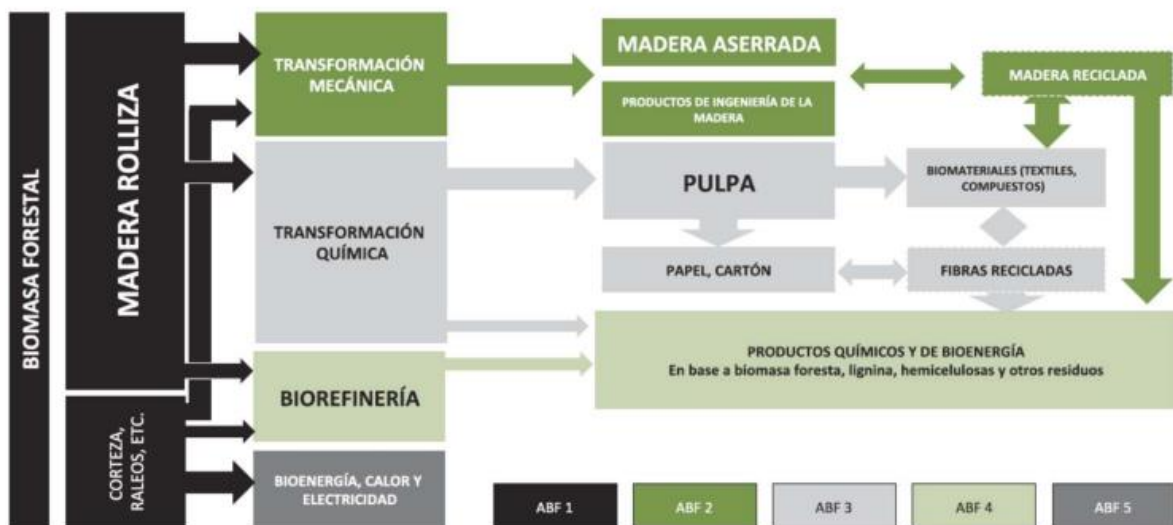 BIOMASA FORESTAL
MADERA ROLLIZA
CORTEZA,
RALEOS, ETC.
TRANSFORMACIÓN
MECÁNICA
TRANSFORMACIÓN
QUÍMICA
BIOREFINERÍA
BIOENERGÍA, CALOR Y
ELECTRICIDAD
MADERA ASERRADA
PRODUCTOS DE INGENIERÍA DE LA
MADERA
MADERA RECICLADA
PULPA
BIOMATERIALES (TEXTILES,
COMPUESTOS)
PAPEL, CARTÓN
FIBRAS RECICLADAS
PRODUCTOS QUÍMICOS Y DE BIOENERGÍA
En base a biomasa foresta, lignina, hemicelulosas y otros residuos
ABF 1
ABF 2
ABF 3
ABF 4
ABF 5